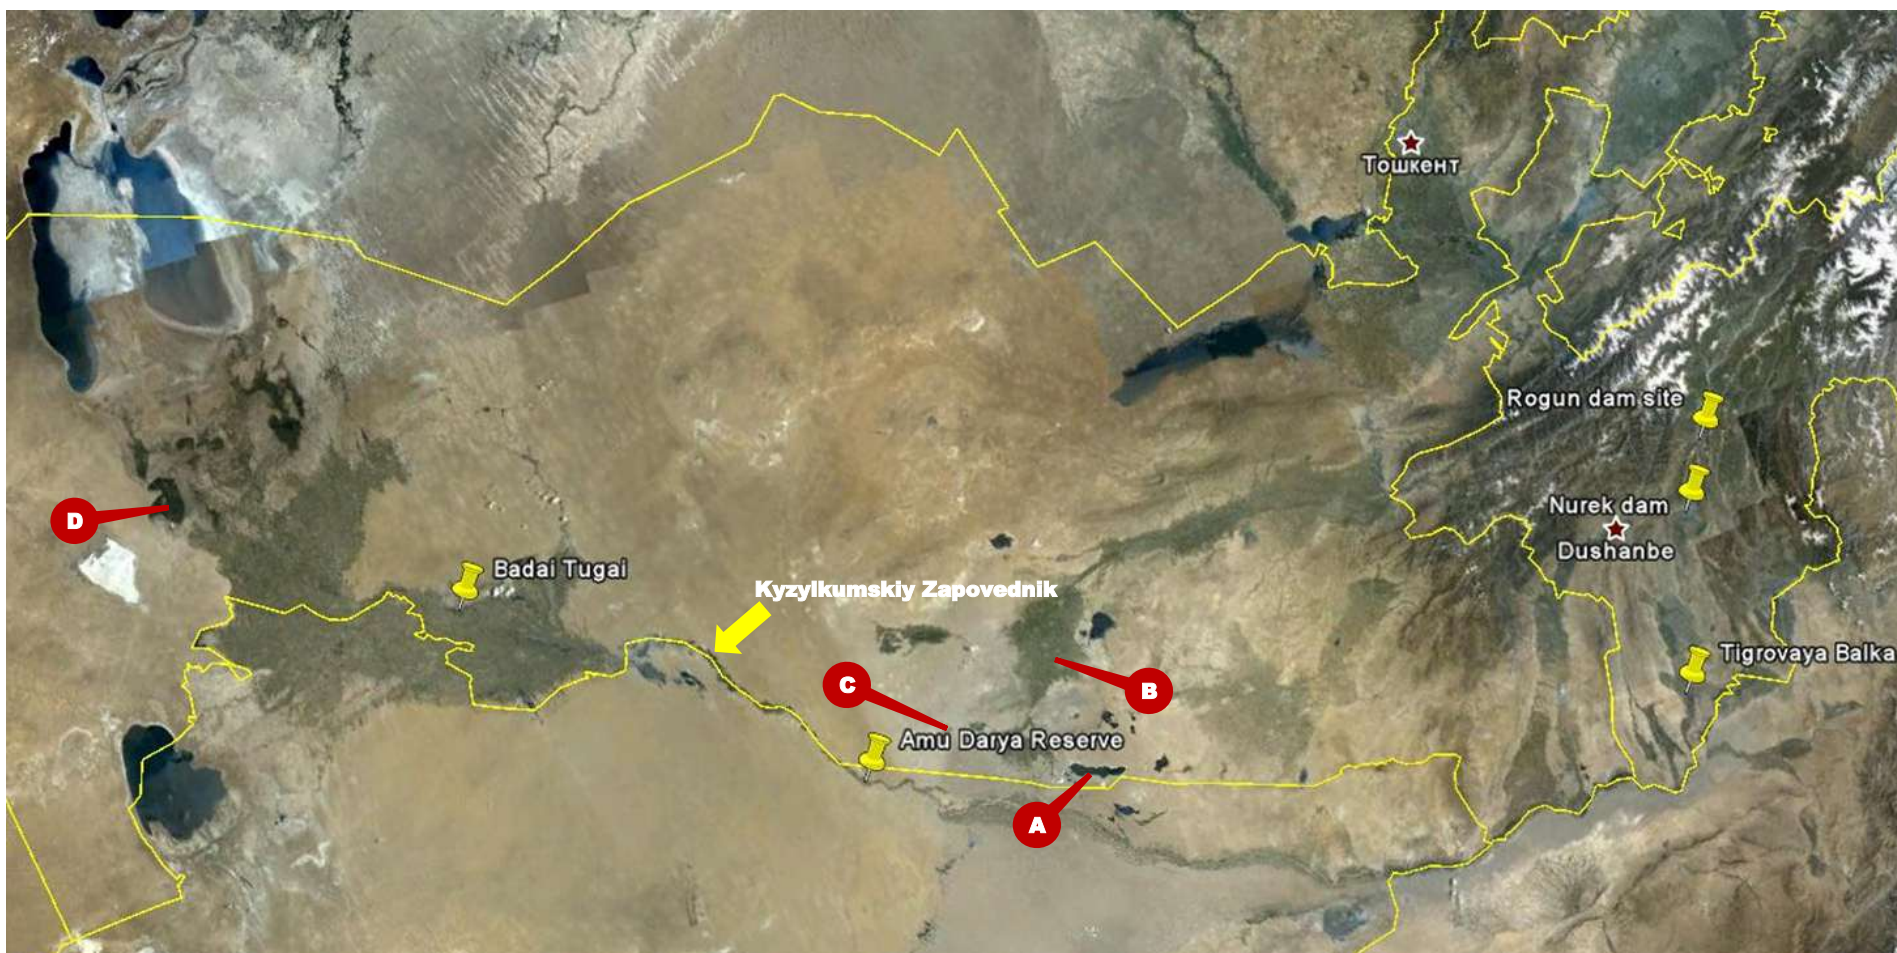 Тошкент
Rogun dam site
Nurek dam
Dushanbe
D
Badai Tugai
Kyzylkumskiy Zapovednik
Tigrovaya Balka
C
B
Amu Darya Reserve
A